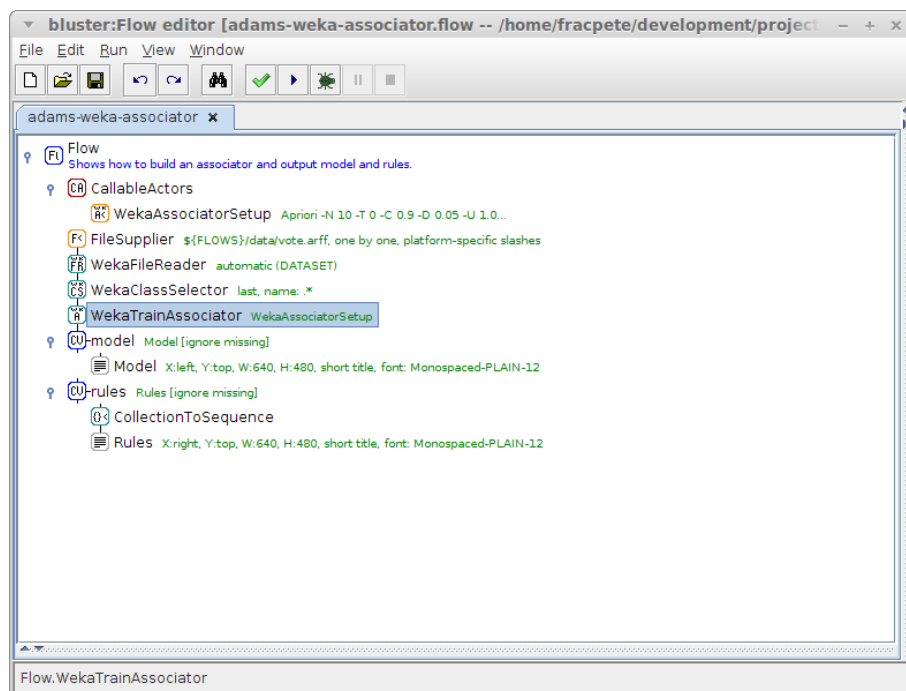 bluster:Flow editor [adams-weka-associator.flow -- /home/fracpete/development/project
File Edit Run View Window
adams-weka-associator
Flow
Shows how to build an associator and output model and rules.
CallableActors
WekaAssociatorSetup Apriori -N 10 -T 0 -C 0.9 -D 0.05 -U 1.0...
FileSupplier ${FLOWS}/data/vote.arff, one by one, platform-specific slashes
WekaFileReader automatic (DATASET)
WekaClassSelector last, name: .*
WekaTrainAssociator WekaAssociatorSetup
model Model [ignore missing]
Model X:left, Y:top, W:640, H:480, short title, font: Monospaced-PLAIN-12
rules Rules [ignore missing]
CollectionToSequence
Rules X:right, Y:top, W:640, H:480, short title, font: Monospaced-PLAIN-12
Flow.WekaTrainAssociator